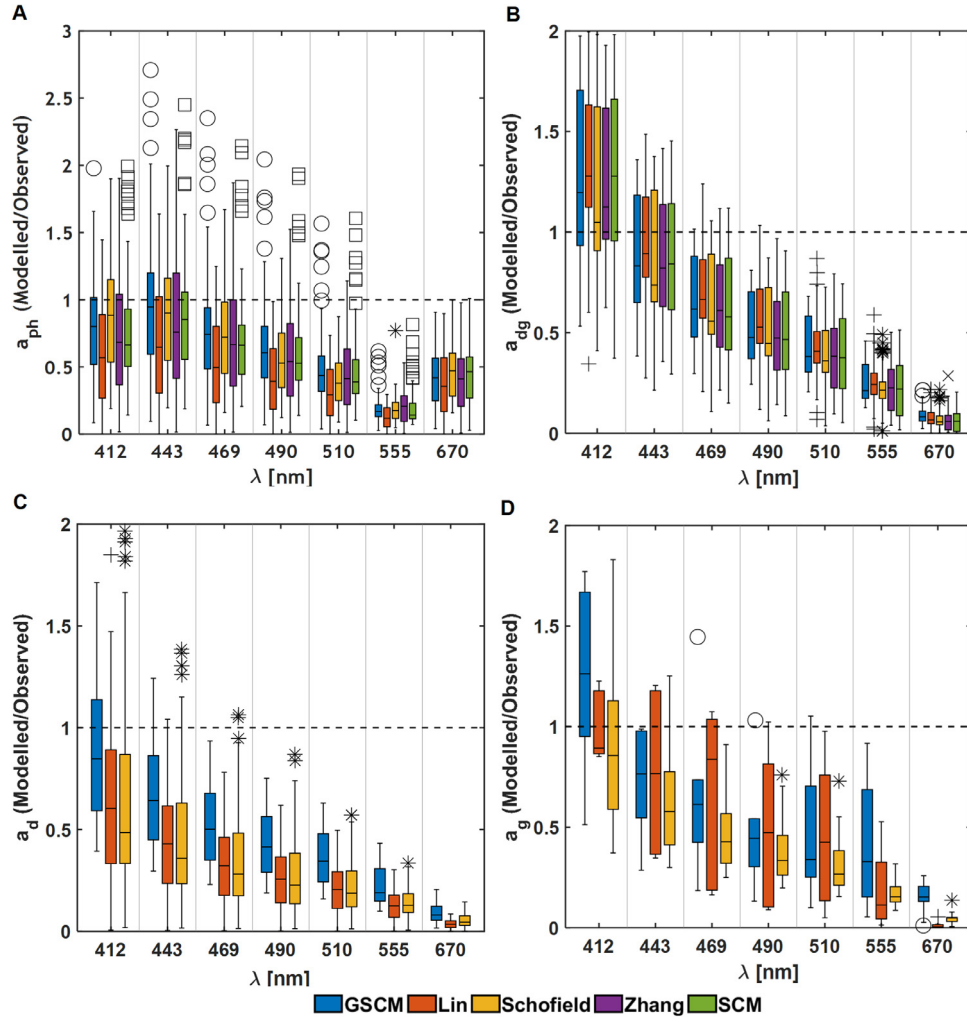 A
B
a_ph (Modelled/Observed)
3
2.5
2
1.5
1
0.5
0
412 443 469 490 510 555 670
λ [nm]
a_dg (Modelled/Observed)
2
1.5
1
0.5
0
412 443 469 490 510 555 670
λ [nm]
C
D
a_d (Modelled/Observed)
2
1.5
1
0.5
0
412 443 469 490 510 555 670
λ [nm]
a_g (Modelled/Observed)
2
1.5
1
0.5
0
412 443 469 490 510 555 670
λ [nm]
GSCM Lin Schofield Zhang SCM